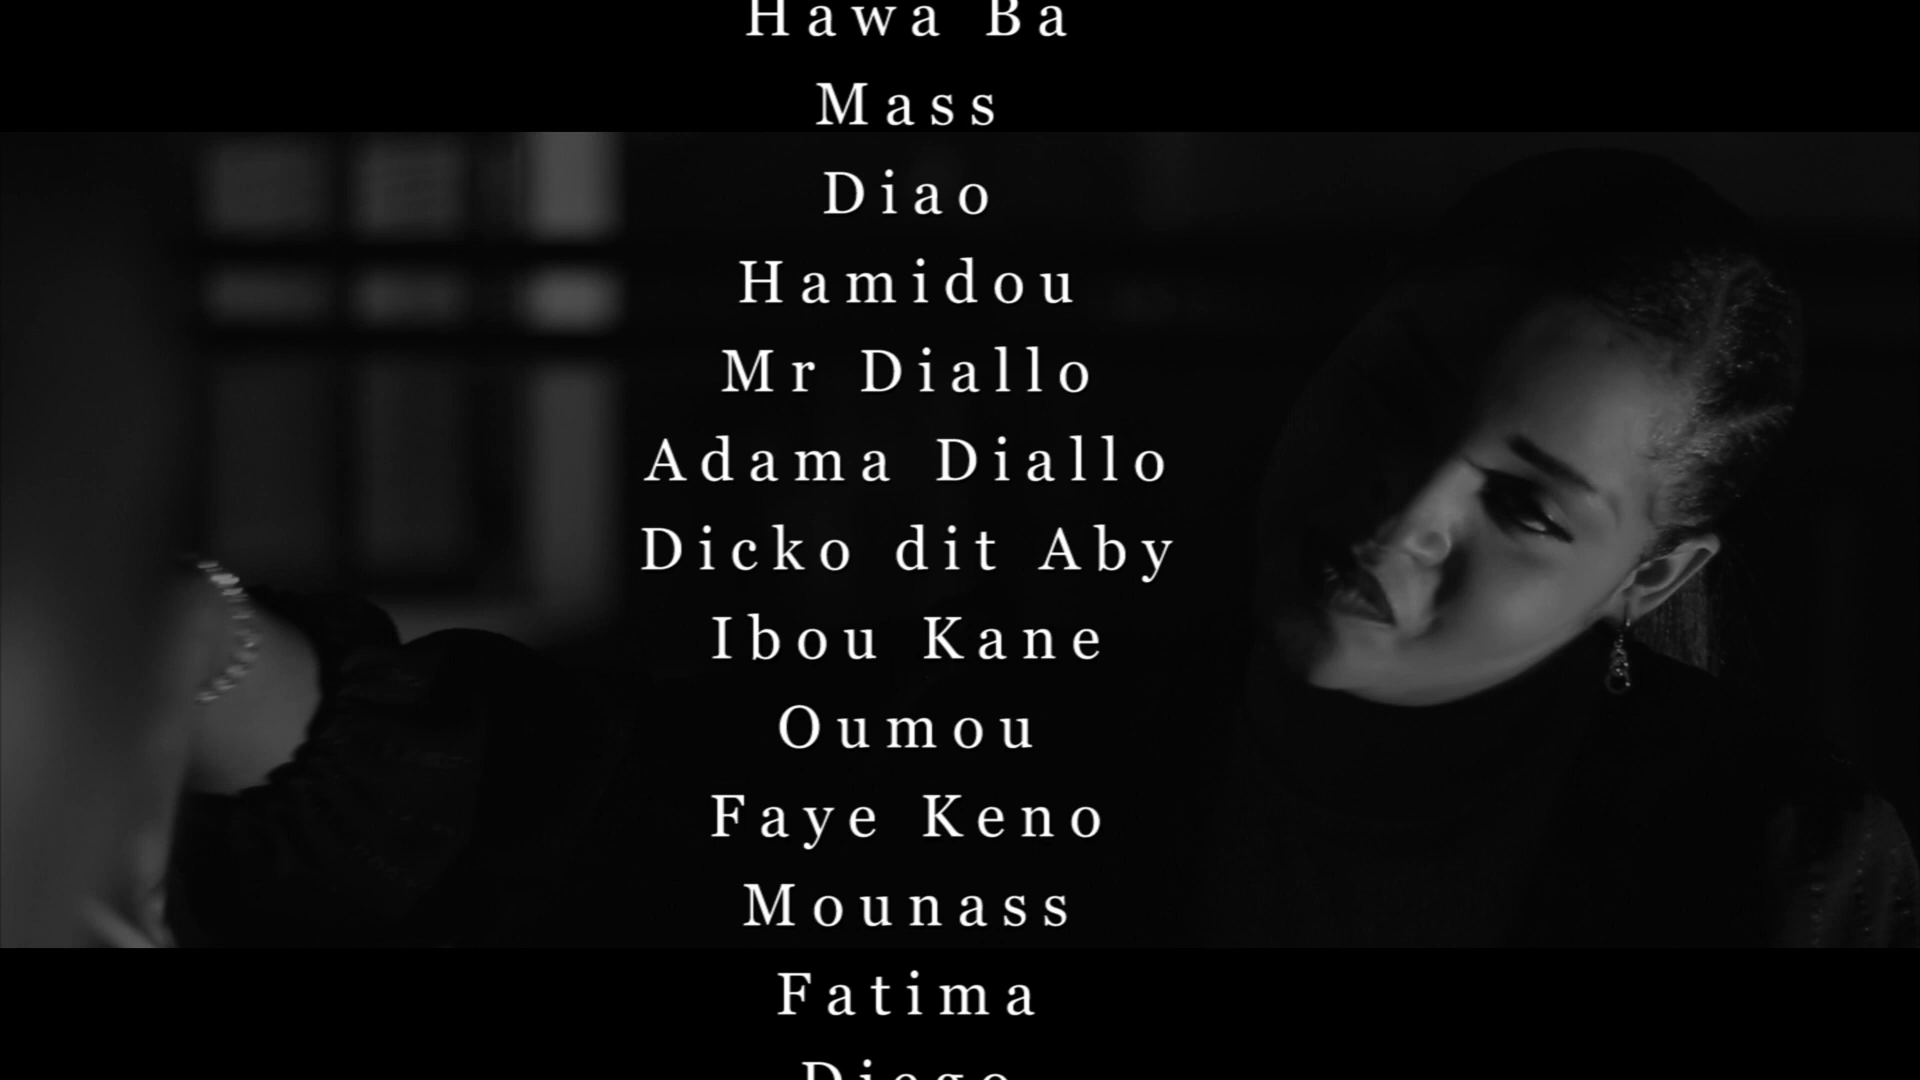 Hawa Ba
Mass
Diao
Hamidou
Mr Diallo
Adama Diallo
Dicko dit Aby
Ibou Kane
Oumou
Faye Keno
Mounass
Fatima